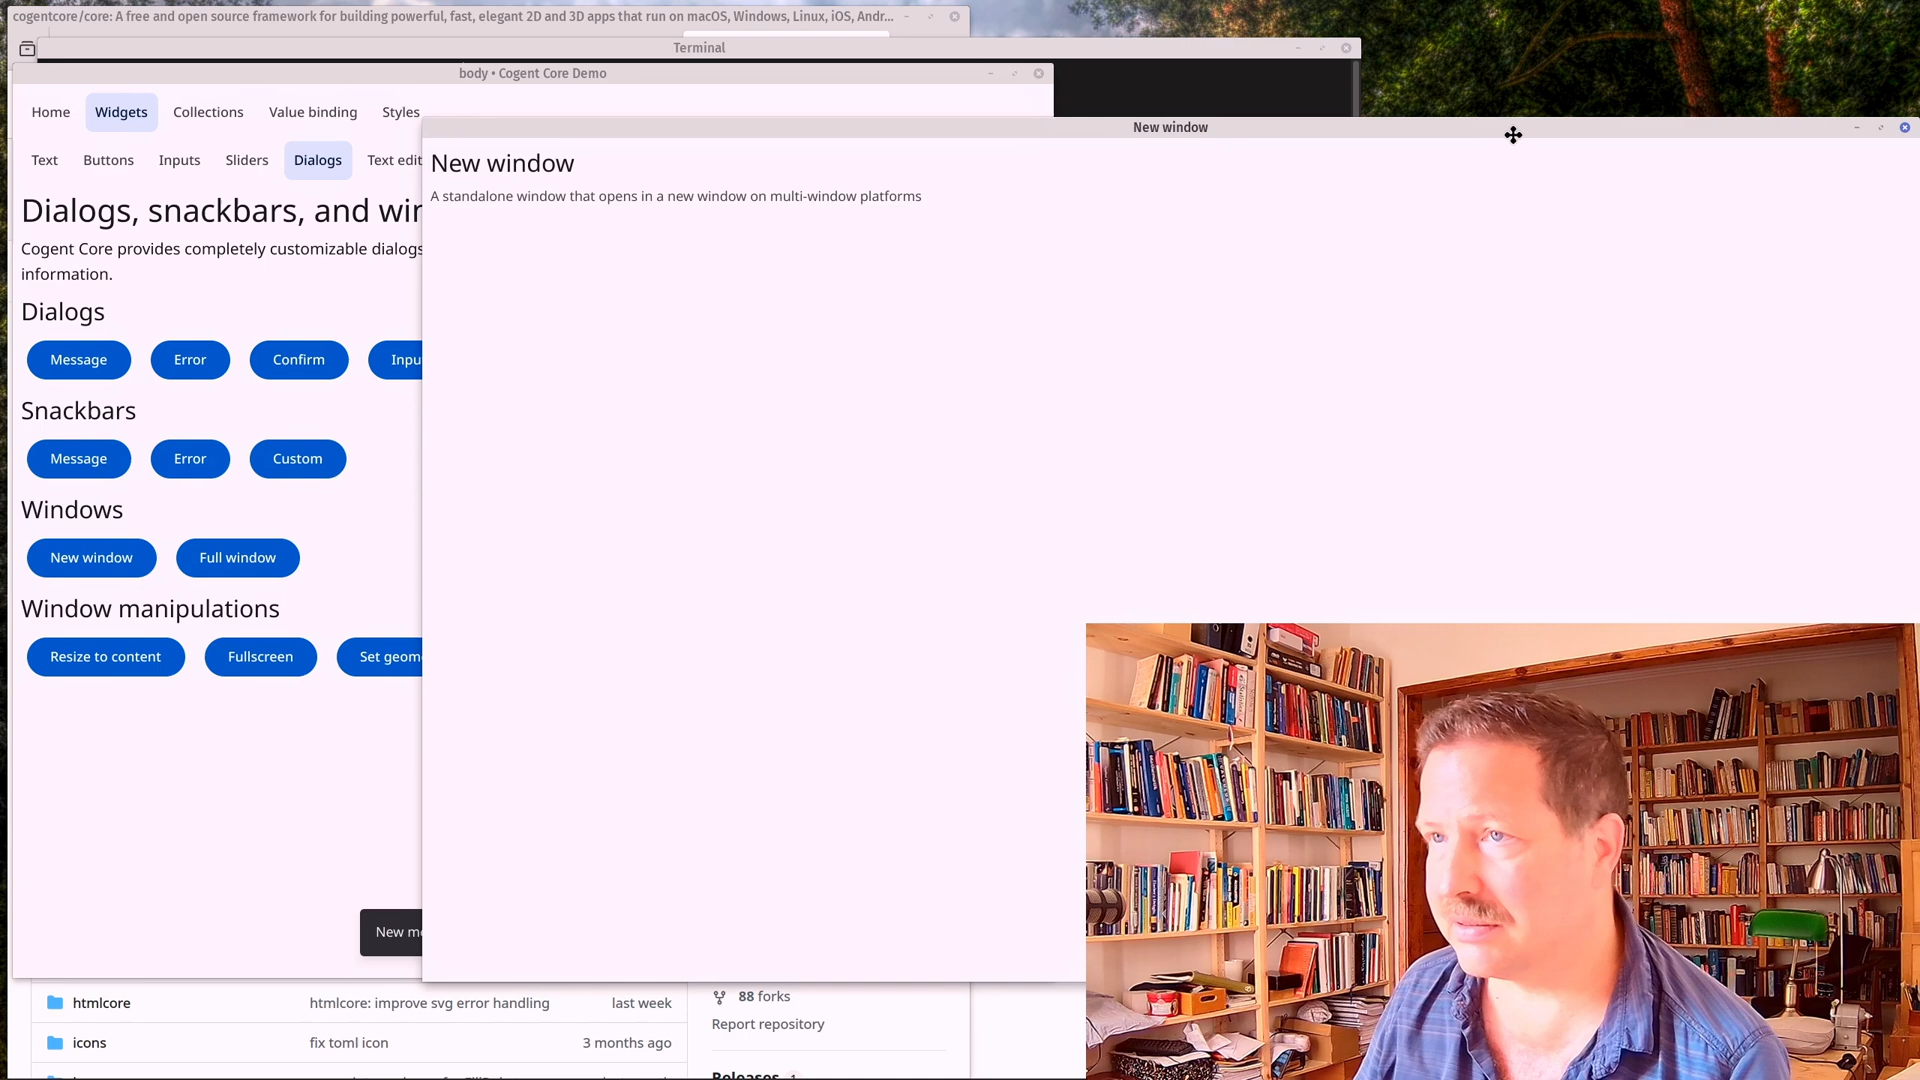 cogentcore/core: A free and open source framework for building powerful, fast, elegant 2D and 3D apps that run on macOS, Windows, Linux, iOS, Andr...
Terminal
body • Cogent Core Demo
Home Widgets Collections Value binding Styles
New window
Text Buttons Inputs Sliders Dialogs Text edit
New window
A standalone window that opens in a new window on multi-window platforms
Dialogs, snackbars, and win
Cogent Core provides completely customizable dialogs
information.
Dialogs
Message Error Confirm Inpu
Snackbars
Message Error Custom
Windows
New window Full window
Window manipulations
Resize to content Fullscreen Set geom
New me
htmlcore htmlcore: improve svg error handling last week
88 forks
Report repository
icons fix toml icon 3 months ago
Releases 1